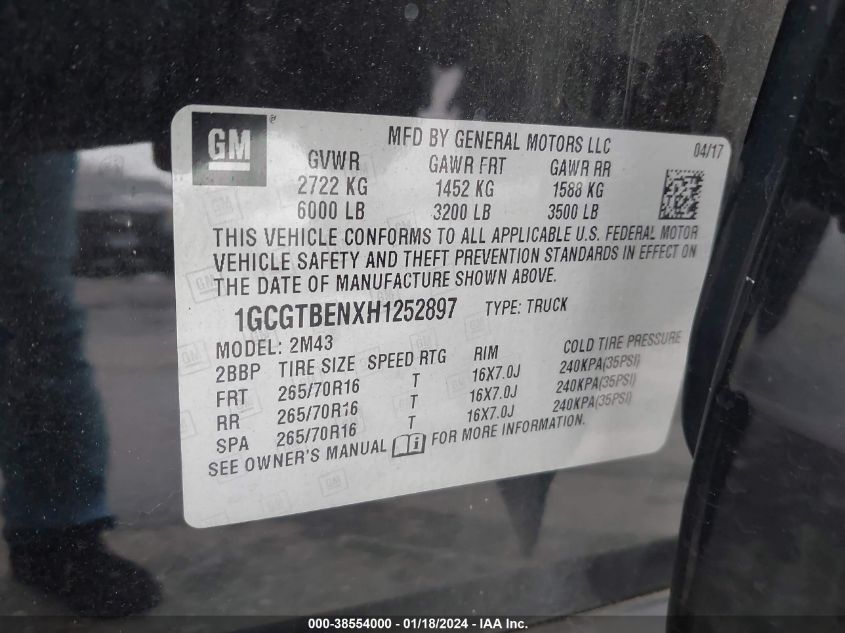 GM ®
MFD BY GENERAL MOTORS LLC 04/17
GVWR GAWR FRT GAWR RR
2722 KG 1452 KG 1588 KG
6000 LB 3200 LB 3500 LB
THIS VEHICLE CONFORMS TO ALL APPLICABLE U.S. FEDERAL MOTOR
VEHICLE SAFETY AND THEFT PREVENTION STANDARDS IN EFFECT ON
THE DATE OF MANUFACTURE SHOWN ABOVE.
1GCGTBENXH1252897 TYPE: TRUCK
MODEL: 2M43
2BBP TIRE SIZE SPEED RTG RIM COLD TIRE PRESSURE
FRT 265/70R16 T 16X7.0J 240KPA(35PSI)
RR 265/70R16 T 16X7.0J 240KPA(35PSI)
SPA 265/70R16 T 16X7.0J 240KPA(35PSI)
SEE OWNER'S MANUAL i FOR MORE INFORMATION.
000-38554000 - 01/18/2024 - IAA Inc.